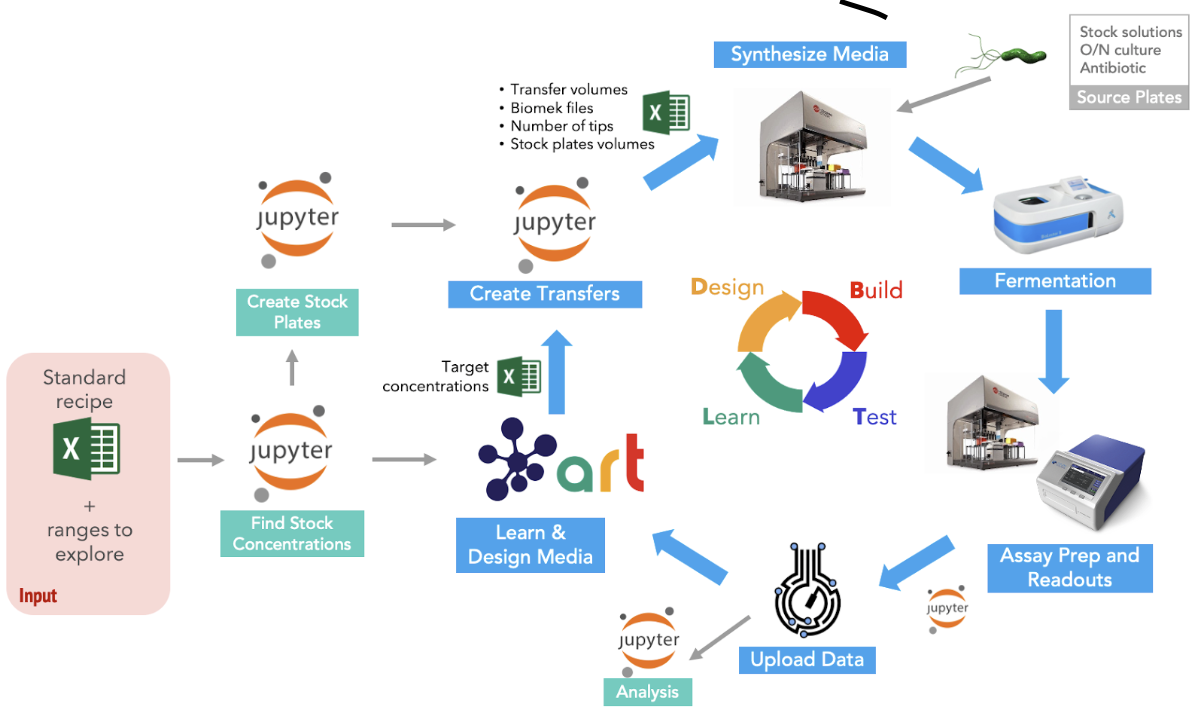 Synthesize Media
Stock solutions
O/N culture
Antibiotic
Source Plates
• Transfer volumes
• Biomek files
• Number of tips
• Stock plates volumes
X
jupyter
Create Stock
Plates
jupyter
Create Transfers
Fermentation
Design
Build
Learn
Test
Target
concentrations
X
Standard
recipe
X
+
ranges to
explore
Input
jupyter
Find Stock
Concentrations
art
Learn &
Design Media
Assay Prep and
Readouts
jupyter
Upload Data
jupyter
Analysis